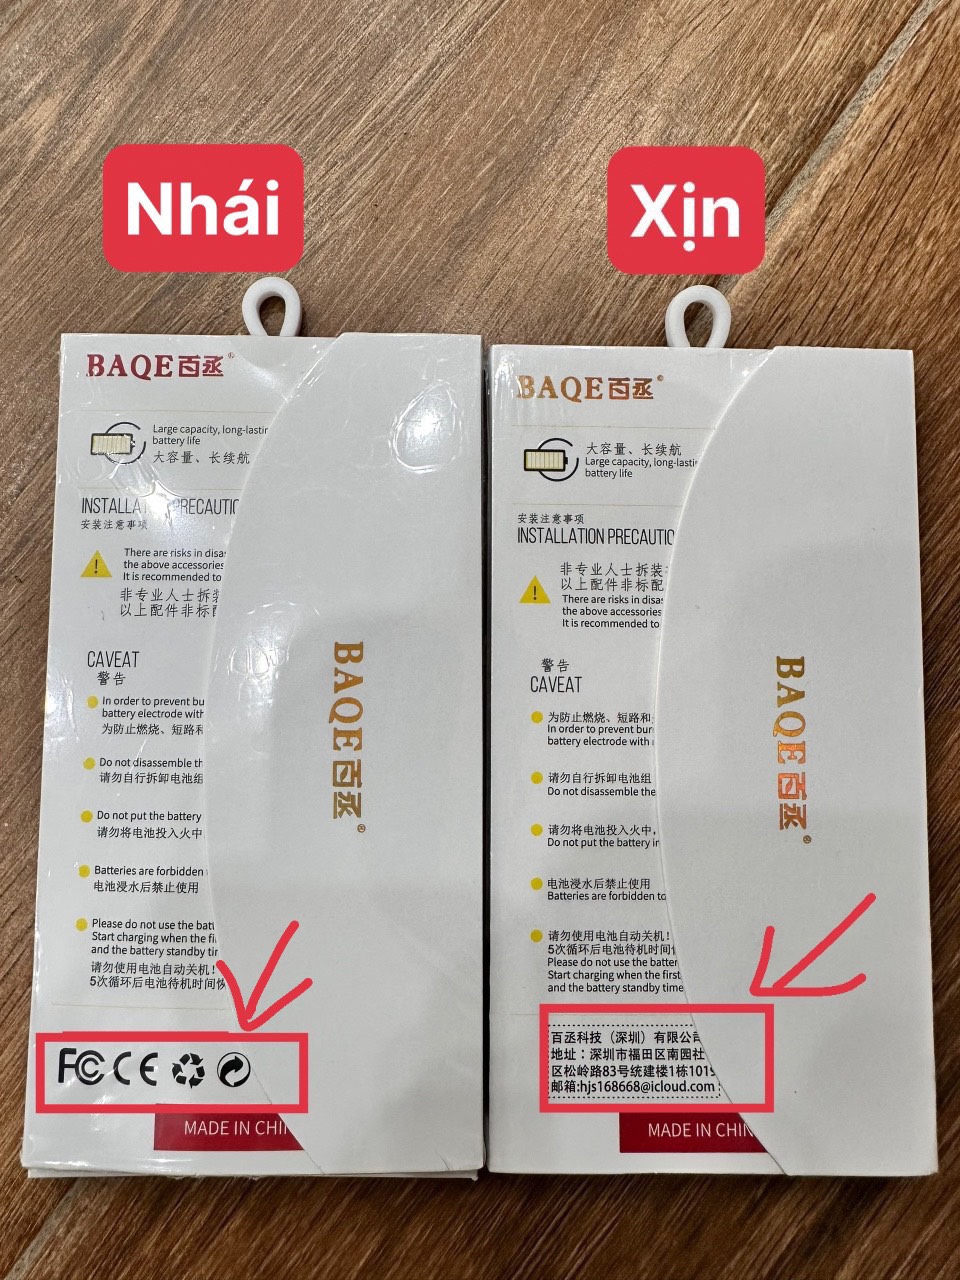 Nhái
BAQE百丞®
Large capacity, long-lastin
battery life
大容量、长续航
INSTALLA PRECAUTIO
安装注意事项
There are risks in disas
the above accessories
It is recommended to
非专业人士拆装
以上配件非标配
CAVEAT
警告
In order to prevent bu
battery electrode with
为防止燃烧、短路和
Do not disassemble th
请勿自行拆卸电池组
Do not put the battery
请勿将电池投入火中
Batteries are forbidden
电池浸水后禁止使用
Please do not use the batt
Start charging when the fi
and the battery standby tim
请勿使用电池自动关机!
5次循环后电池待机时间恢
FC CE
MADE IN CHIN
BAQE百丞®
Xịn
BAQE百丞®
大容量、长续航
Large capacity, long-lastin
battery life
安装注意事项
INSTALLATION PRECAUTIO
非专业人士拆装
以上配件非标配
There are risks in disas
the above accessories
It is recommended to
警告
CAVEAT
为防止燃烧、短路和
In order to prevent bur
battery electrode with
请勿自行拆卸电池组
Do not disassemble the
请勿将电池投入火中,
Do not put the battery in
电池浸水后禁止使用
Batteries are forbidden to
请勿使用电池自动关机!
5次循环后电池待机时间恢
Please do not use the batter
Start charging when the first
and the battery standby time
百丞科技（深圳）有限公司
地址：深圳市福田区南园社
区松岭路83号统建楼1栋1019
邮箱:hjs168668@icloud.com
MADE IN CHIN
BAQE百丞®